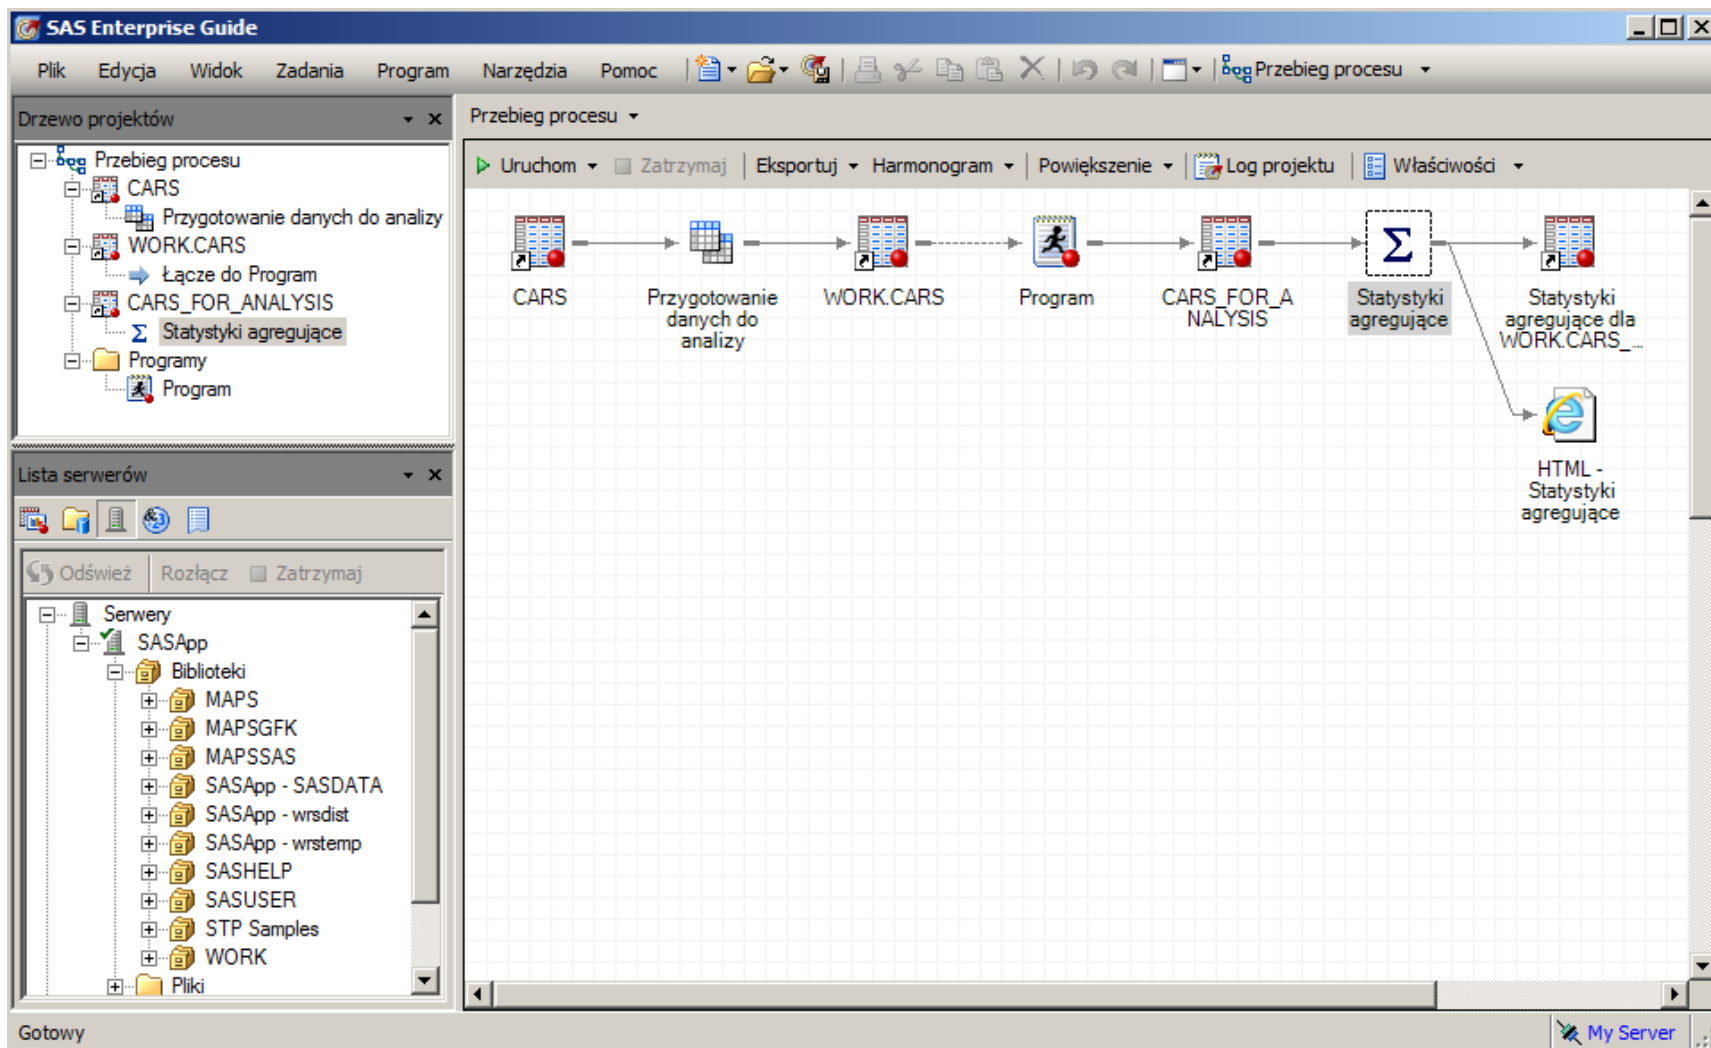 SAS Enterprise Guide
Plik Edycja Widok Zadania Program Narzędzia Pomoc Przebieg procesu
Drzewo projektów
Przebieg procesu
CARS
Przygotowanie danych do analizy
WORK.CARS
Łącze do Program
CARS_FOR_ANALYSIS
Statystyki agregujące
Programy
Program
Lista serwerów
Odśwież Rozłącz Zatrzymaj
Serwery
SASApp
Biblioteki
MAPS
MAPSGFK
MAPSSAS
SASApp - SASDATA
SASApp - wrsdist
SASApp - wrstemp
SASHELP
SASUSER
STP Samples
WORK
Pliki
Przebieg procesu
Uruchom Zatrzymaj Eksportuj Harmonogram Powiększenie Log projektu Właściwości
CARS
Przygotowanie
danych do
analizy
WORK.CARS
Program
CARS_FOR_A
NALYSIS
Statystyki
agregujące
Statystyki
agregujące dla
WORK.CARS_...
HTML -
Statystyki
agregujące
Gotowy
My Server